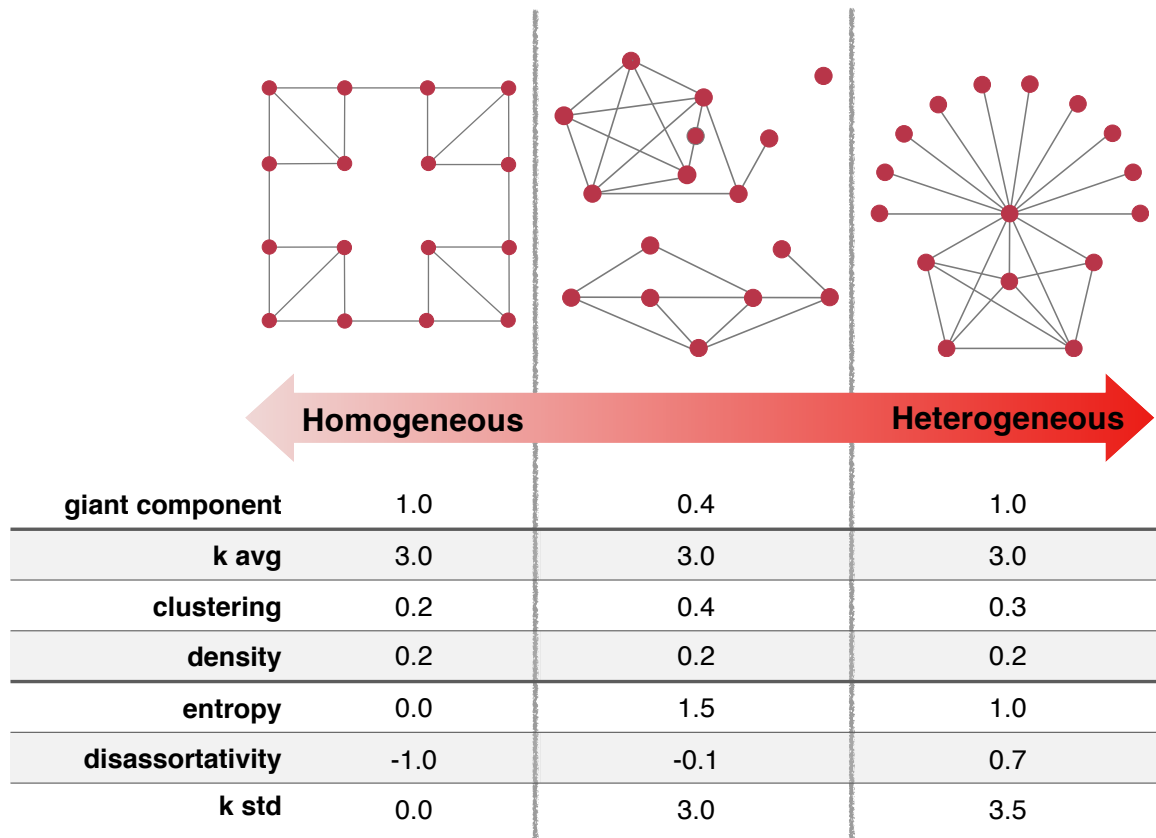 Homogeneous Heterogeneous
giant component 1.0 0.4 1.0
k avg 3.0 3.0 3.0
clustering 0.2 0.4 0.3
density 0.2 0.2 0.2
entropy 0.0 1.5 1.0
disassortativity -1.0 -0.1 0.7
k std 0.0 3.0 3.5